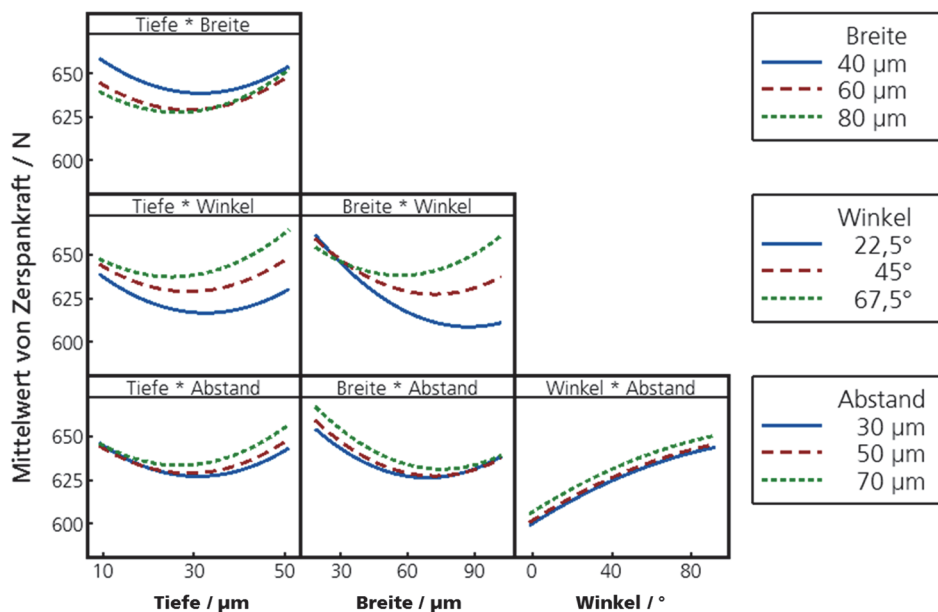 Mittelwert von Zerspankraft / N
Tiefe * Breite
650
625
600
Breite
40 µm
60 µm
80 µm
Tiefe * Winkel
Breite * Winkel
650
625
600
Winkel
22,5°
45°
67,5°
Tiefe * Abstand
Breite * Abstand
Winkel * Abstand
650
625
600
Abstand
30 µm
50 µm
70 µm
10 30 50 30 60 90 0 40 80
Tiefe / µm Breite / µm Winkel / °